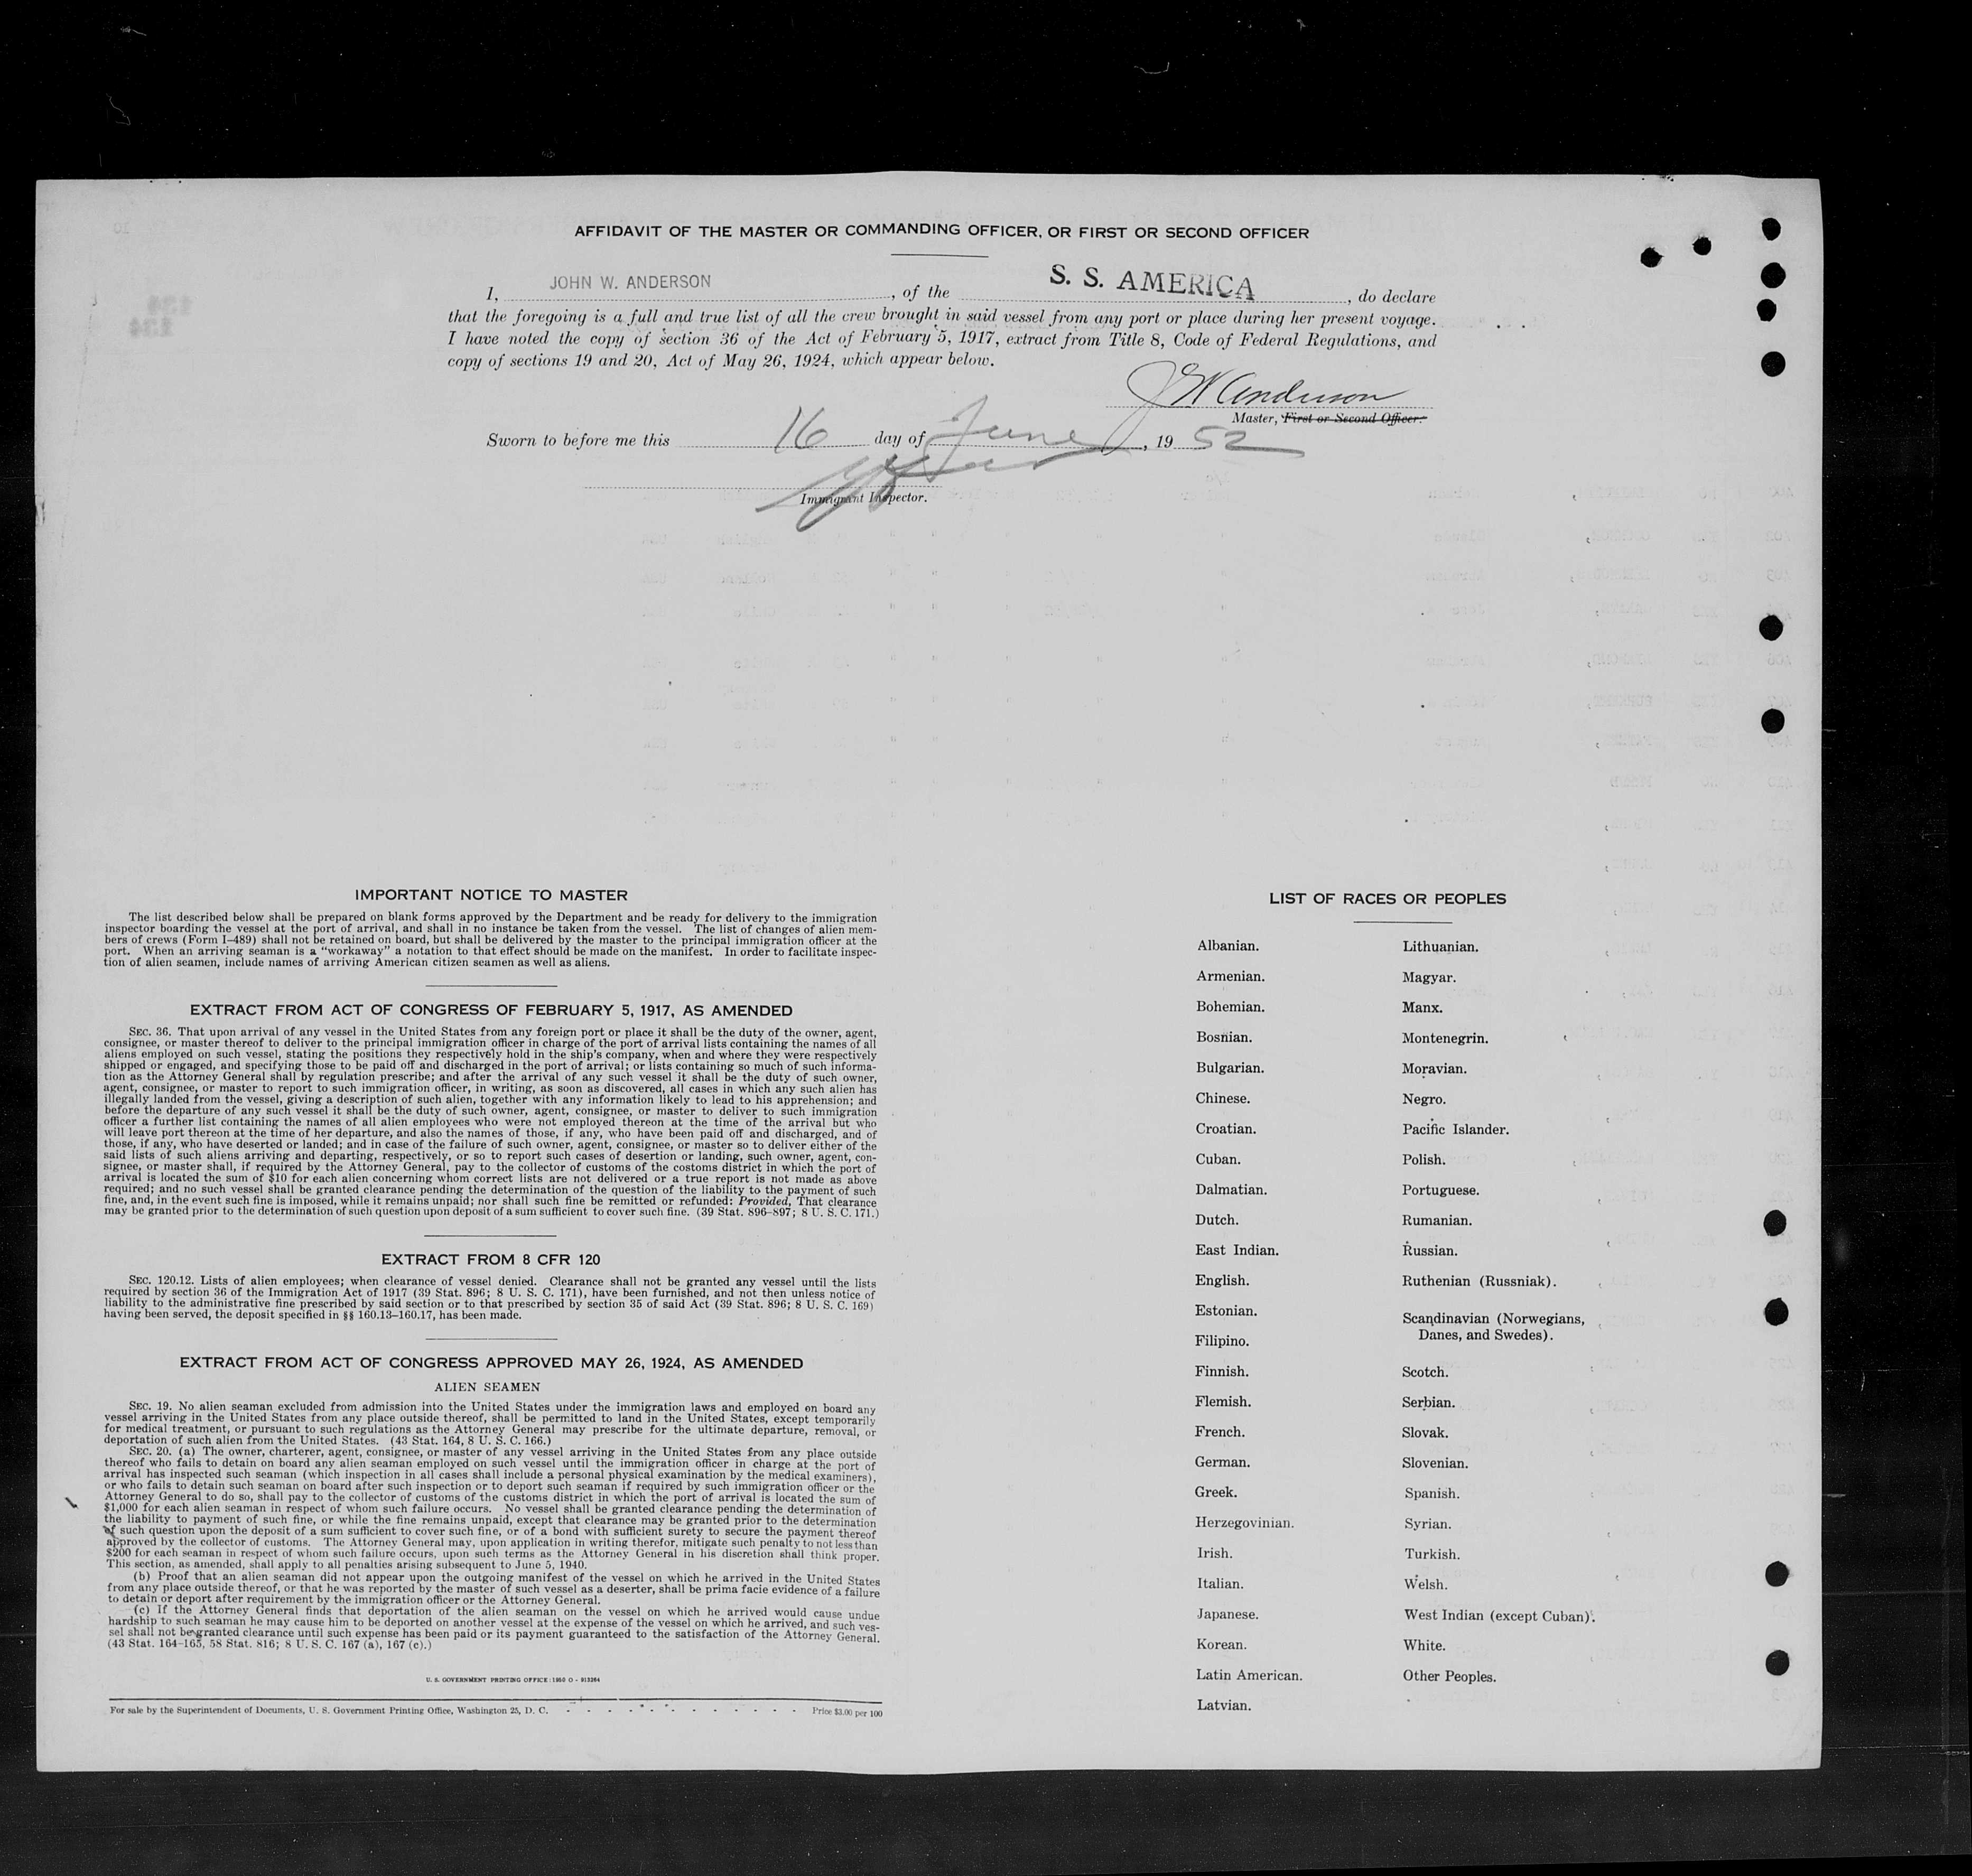 AFFIDAVIT OF THE MASTER OR COMMANDING OFFICER, OR FIRST OR SECOND OFFICER
I, JOHN W. ANDERSON, of the S. S. AMERICA, do declare
that the foregoing is a full and true list of all the crew brought in said vessel from any port or place during her present voyage.
I have noted the copy of section 36 of the Act of February 5, 1917, extract from Title 8, Code of Federal Regulations, and
copy of sections 19 and 20, Act of May 26, 1924, which appear below.
J W Anderson
Master, First or Second Officer.
Sworn to before me this 16 day of June, 19 52
Immigrant Inspector.
IMPORTANT NOTICE TO MASTER
The list described below shall be prepared on blank forms approved by the Department and be ready for delivery to the immigration
inspector boarding the vessel at the port of arrival, and shall in no instance be taken from the vessel. The list of changes of alien mem-
bers of crews (Form I-489) shall not be retained on board, but shall be delivered by the master to the principal immigration officer at the
port. When an arriving seaman is a "workaway" a notation to that effect should be made on the manifest. In order to facilitate inspec-
tion of alien seamen, include names of arriving American citizen seamen as well as aliens.
EXTRACT FROM ACT OF CONGRESS OF FEBRUARY 5, 1917, AS AMENDED
SEC. 36. That upon arrival of any vessel in the United States from any foreign port or place it shall be the duty of the owner, agent,
consignee, or master thereof to deliver to the principal immigration officer in charge of the port of arrival lists containing the names of all
aliens employed on such vessel, stating the positions they respectively hold in the ship's company, when and where they were respectively
shipped or engaged, and specifying those to be paid off and discharged in the port of arrival; or lists containing so much of such informa-
tion as the Attorney General shall by regulation prescribe; and after the arrival of any such vessel it shall be the duty of such owner,
agent, consignee, or master to report to such immigration officer, in writing, as soon as discovered, all cases in which any such alien has
illegally landed from the vessel, giving a description of such alien, together with any information likely to lead to his apprehension; and
before the departure of any such vessel it shall be the duty of such owner, agent, consignee, or master to deliver to such immigration
officer a further list containing the names of all alien employees who were not employed thereon at the time of the arrival but who
will leave port thereon at the time of her departure, and also the names of those, if any, who have been paid off and discharged, and of
those, if any, who have deserted or landed; and in case of the failure of such owner, agent, consignee, or master so to deliver either of the
said lists of such aliens arriving and departing, respectively, or so to report such cases of desertion or landing, such owner, agent, con-
signee, or master shall, if required by the Attorney General, pay to the collector of customs of the costoms district in which the port of
arrival is located the sum of $10 for each alien concerning whom correct lists are not delivered or a true report is not made as above
required; and no such vessel shall be granted clearance pending the determination of the question of the liability to the payment of such
fine, and, in the event such fine is imposed, while it remains unpaid; nor shall such fine be remitted or refunded: Provided, That clearance
may be granted prior to the determination of such question upon deposit of a sum sufficient to cover such fine. (39 Stat. 896-897; 8 U. S. C. 171.)
EXTRACT FROM 8 CFR 120
SEC. 120.12. Lists of alien employees; when clearance of vessel denied. Clearance shall not be granted any vessel until the lists
required by section 36 of the Immigration Act of 1917 (39 Stat. 896; 8 U. S. C. 171), have been furnished, and not then unless notice of
liability to the administrative fine prescribed by said section or to that prescribed by section 35 of said Act (39 Stat. 896; 8 U. S. C. 169)
having been served, the deposit specified in §§ 160.13-160.17, has been made.
EXTRACT FROM ACT OF CONGRESS APPROVED MAY 26, 1924, AS AMENDED
ALIEN SEAMEN
SEC. 19. No alien seaman excluded from admission into the United States under the immigration laws and employed on board any
vessel arriving in the United States from any place outside thereof, shall be permitted to land in the United States, except temporarily
for medical treatment, or pursuant to such regulations as the Attorney General may prescribe for the ultimate departure, removal, or
deportation of such alien from the United States. (43 Stat. 164, 8 U. S. C. 166.)
SEC. 20. (a) The owner, charterer, agent, consignee, or master of any vessel arriving in the United States from any place outside
thereof who fails to detain on board any alien seaman employed on such vessel until the immigration officer in charge at the port of
arrival has inspected such seaman (which inspection in all cases shall include a personal physical examination by the medical examiners),
or who fails to detain such seaman on board after such inspection or to deport such seaman if required by such immigration officer or the
Attorney General to do so, shall pay to the collector of customs of the customs district in which the port of arrival is located the sum of
$1,000 for each alien seaman in respect of whom such failure occurs. No vessel shall be granted clearance pending the determination of
the liability to payment of such fine, or while the fine remains unpaid, except that clearance may be granted prior to the determination
of such question upon the deposit of a sum sufficient to cover such fine, or of a bond with sufficient surety to secure the payment thereof
approved by the collector of customs. The Attorney General may, upon application in writing therefor, mitigate such penalty to not less than
$200 for each seaman in respect of whom such failure occurs, upon such terms as the Attorney General in his discretion shall think proper.
This section, as amended, shall apply to all penalties arising subsequent to June 5, 1940.
(b) Proof that an alien seaman did not appear upon the outgoing manifest of the vessel on which he arrived in the United States
from any place outside thereof, or that he was reported by the master of such vessel as a deserter, shall be prima facie evidence of a failure
to detain or deport after requirement by the immigration officer or the Attorney General.
(c) If the Attorney General finds that deportation of the alien seaman on the vessel on which he arrived would cause undue
hardship to such seaman he may cause him to be deported on another vessel at the expense of the vessel on which he arrived, and such ves-
sel shall not be granted clearance until such expense has been paid or its payment guaranteed to the satisfaction of the Attorney General.
(43 Stat. 164-165, 58 Stat. 816; 8 U. S. C. 167 (a), 167 (c).)
U. S. GOVERNMENT PRINTING OFFICE : 1950 O - 913264
For sale by the Superintendent of Documents, U. S. Government Printing Office, Washington 25, D. C. - - - - - - - - - - - - Price $3.00 per 100
LIST OF RACES OR PEOPLES
Albanian.
Armenian.
Bohemian.
Bosnian.
Bulgarian.
Chinese.
Croatian.
Cuban.
Dalmatian.
Dutch.
East Indian.
English.
Estonian.
Filipino.
Finnish.
Flemish.
French.
German.
Greek.
Herzegovinian.
Irish.
Italian.
Japanese.
Korean.
Latin American.
Latvian.
Lithuanian.
Magyar.
Manx.
Montenegrin.
Moravian.
Negro.
Pacific Islander.
Polish.
Portuguese.
Rumanian.
Russian.
Ruthenian (Russniak).
Scandinavian (Norwegians,
Danes, and Swedes).
Scotch.
Serbian.
Slovak.
Slovenian.
Spanish.
Syrian.
Turkish.
Welsh.
West Indian (except Cuban).
White.
Other Peoples.